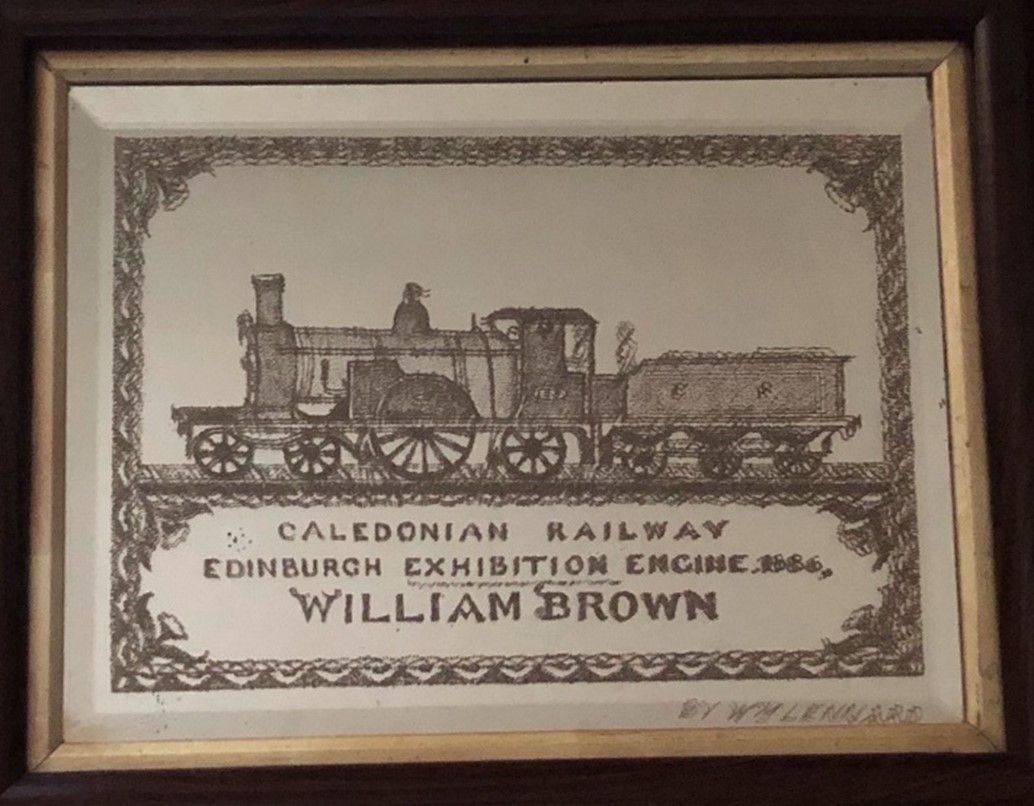 C R
CALEDONIAN RAILWAY
EDINBURGH EXHIBITION ENGINE. 1886,
WILLIAM BROWN
BY W H LENNARD